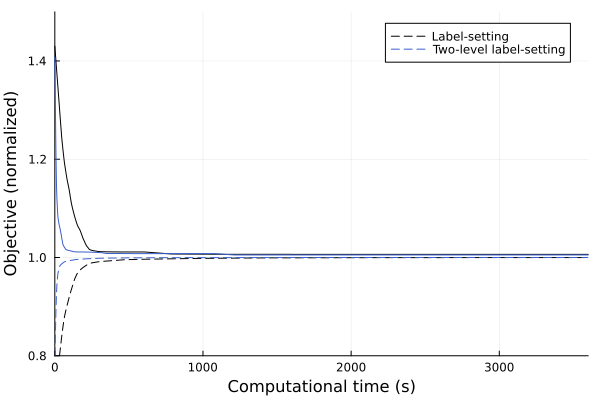 Objective (normalized)
1.4
1.2
1.0
0.8
Label-setting
Two-level label-setting
0
1000
2000
3000
Computational time (s)